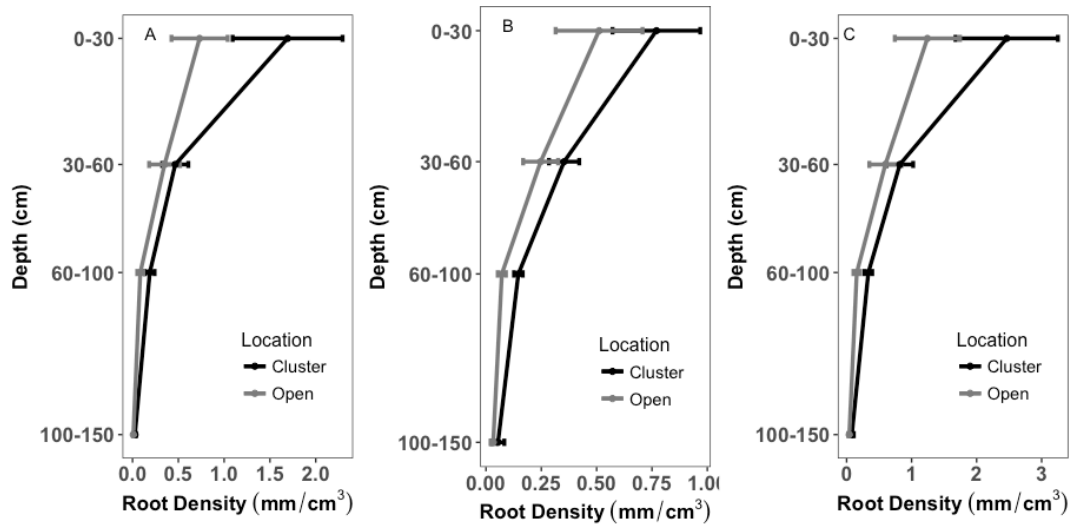 A
0-30
30-60
60-100
100-150
Depth (cm)
Location
Cluster
Open
0.0 0.5 1.0 1.5 2.0
Root Density (mm/cm³)
B
0-30
30-60
60-100
100-150
Depth (cm)
Location
Cluster
Open
0.00 0.25 0.50 0.75 1.00
Root Density (mm/cm³)
C
0-30
30-60
60-100
100-150
Depth (cm)
Location
Cluster
Open
0 1 2 3
Root Density (mm/cm³)